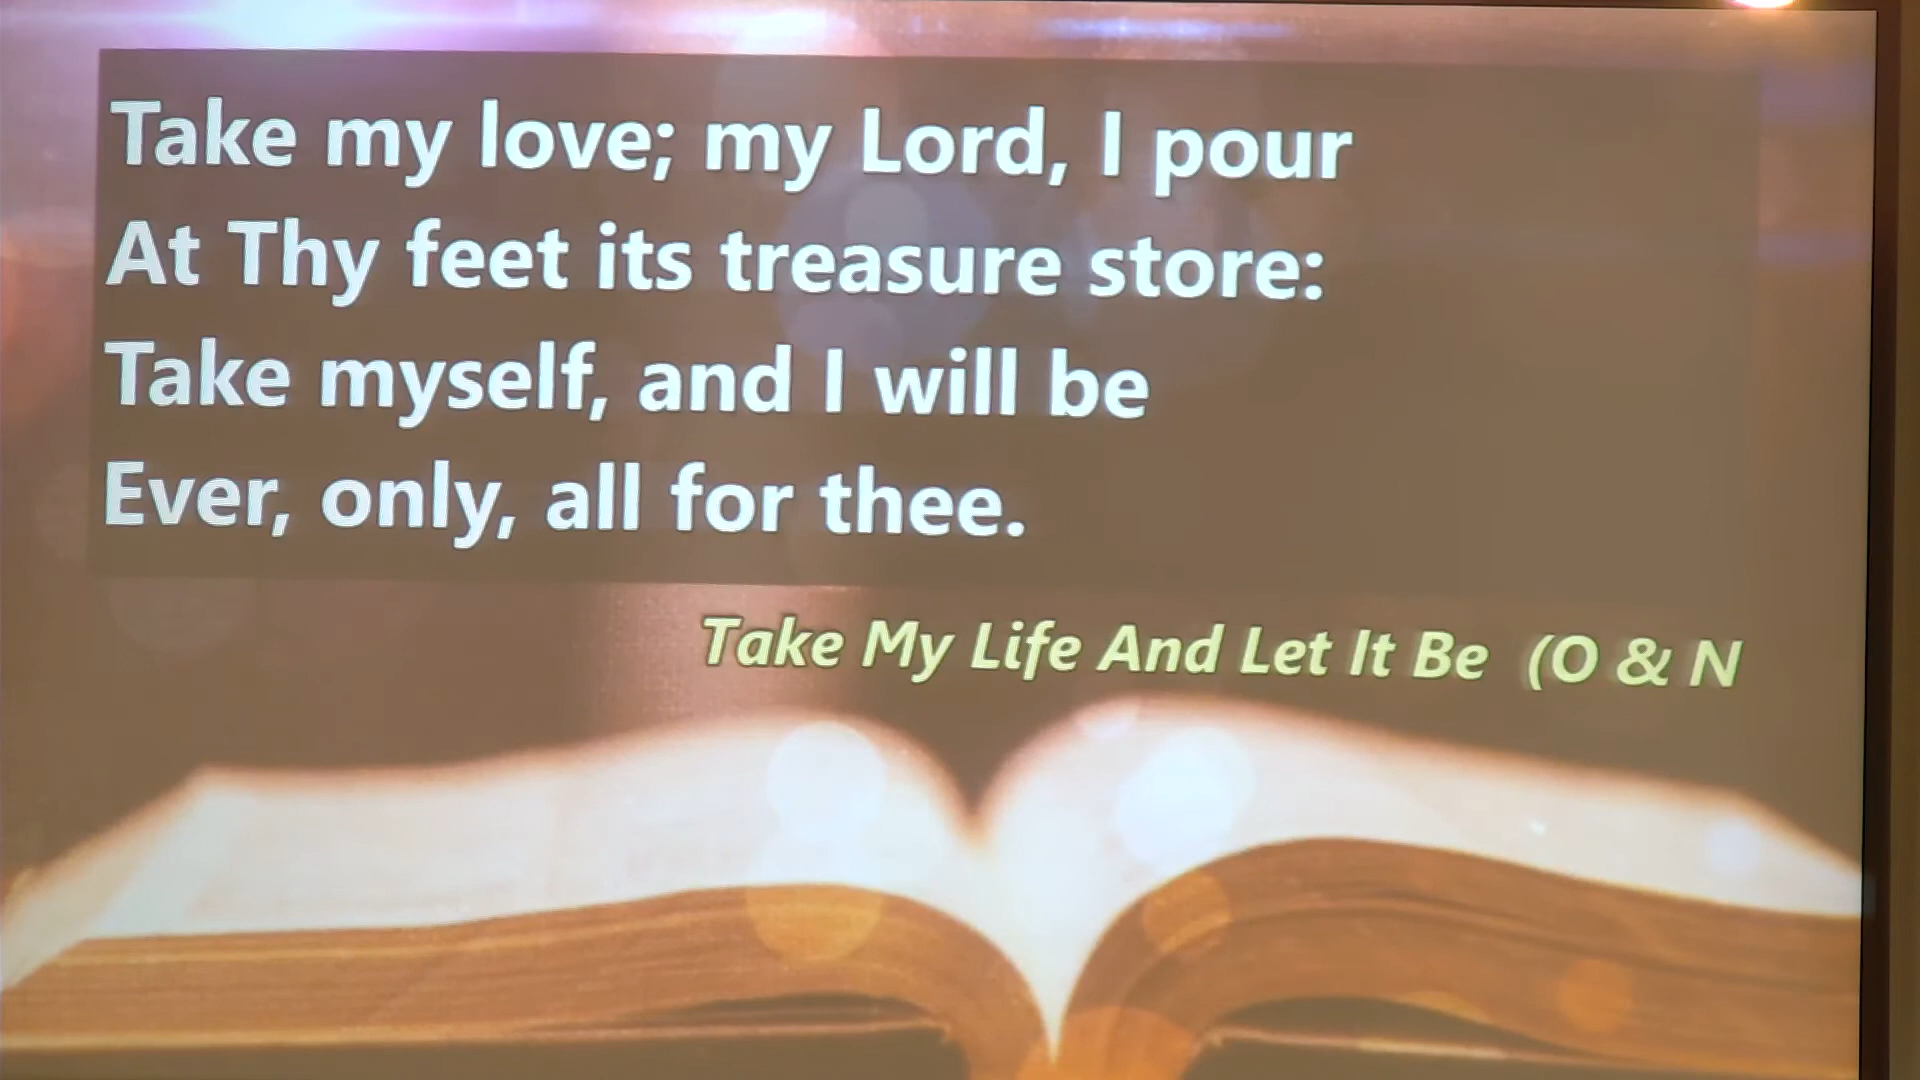 Take my love; my Lord, I pour
At Thy feet its treasure store:
Take myself, and I will be
Ever, only, all for thee.
Take My Life And Let It Be (O & N